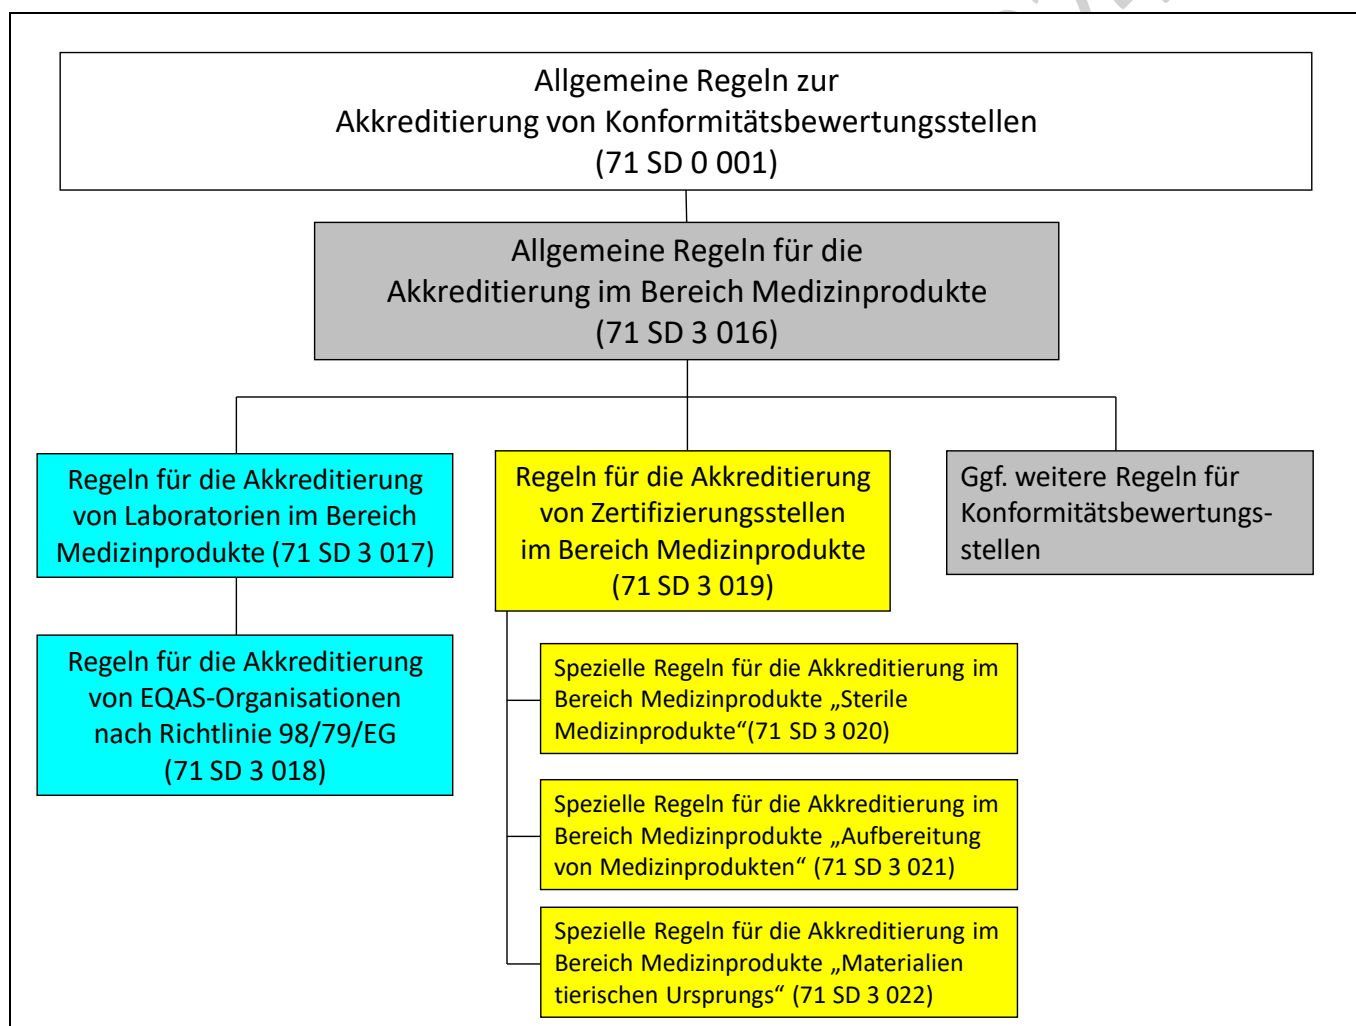 Allgemeine Regeln zur
Akkreditierung von Konformitätsbewertungsstellen
(71 SD 0 001)
Allgemeine Regeln für die
Akkreditierung im Bereich Medizinprodukte
(71 SD 3 016)
Regeln für die Akkreditierung
von Laboratorien im Bereich
Medizinprodukte (71 SD 3 017)
Regeln für die Akkreditierung
von EQAS-Organisationen
nach Richtlinie 98/79/EG
(71 SD 3 018)
Regeln für die Akkreditierung
von Zertifizierungsstellen
im Bereich Medizinprodukte
(71 SD 3 019)
Spezielle Regeln für die Akkreditierung im
Bereich Medizinprodukte „Sterile
Medizinprodukte“(71 SD 3 020)
Spezielle Regeln für die Akkreditierung im
Bereich Medizinprodukte „Aufbereitung
von Medizinprodukten“ (71 SD 3 021)
Spezielle Regeln für die Akkreditierung im
Bereich Medizinprodukte „Materialien
tierischen Ursprungs“ (71 SD 3 022)
Ggf. weitere Regeln für
Konformitätsbewertungs-
stellen